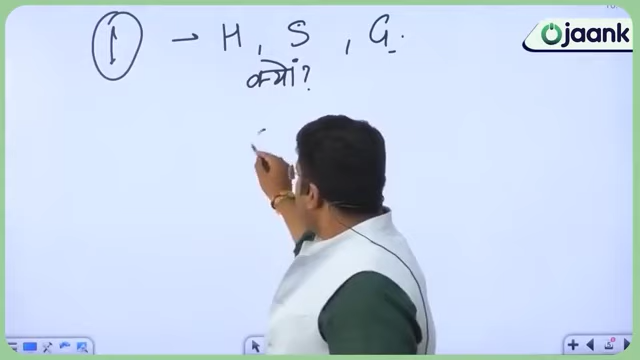 Ojaank
1 → H, S, G.
क्यों?